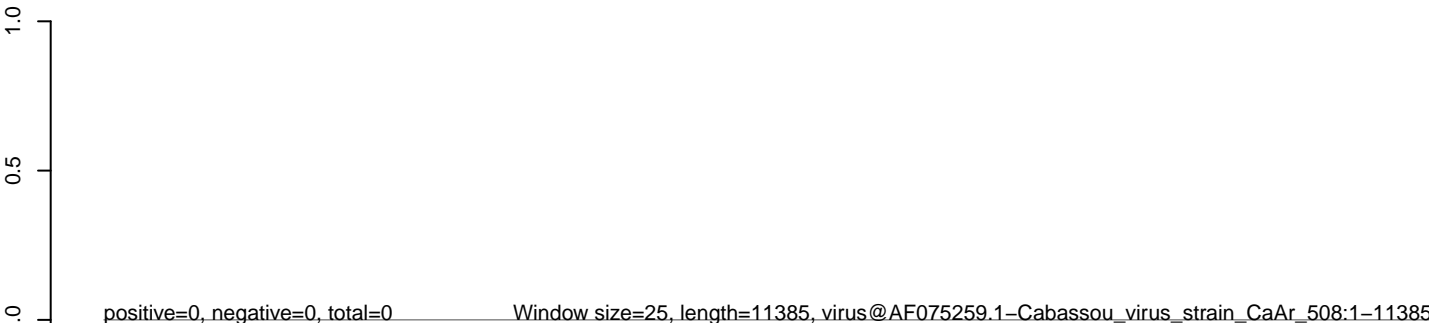 1.0
0.5
.0
positive=0, negative=0, total=0
Window size=25, length=11385, virus@AF075259.1−Cabassou_virus_strain_CaAr_508:1−11385